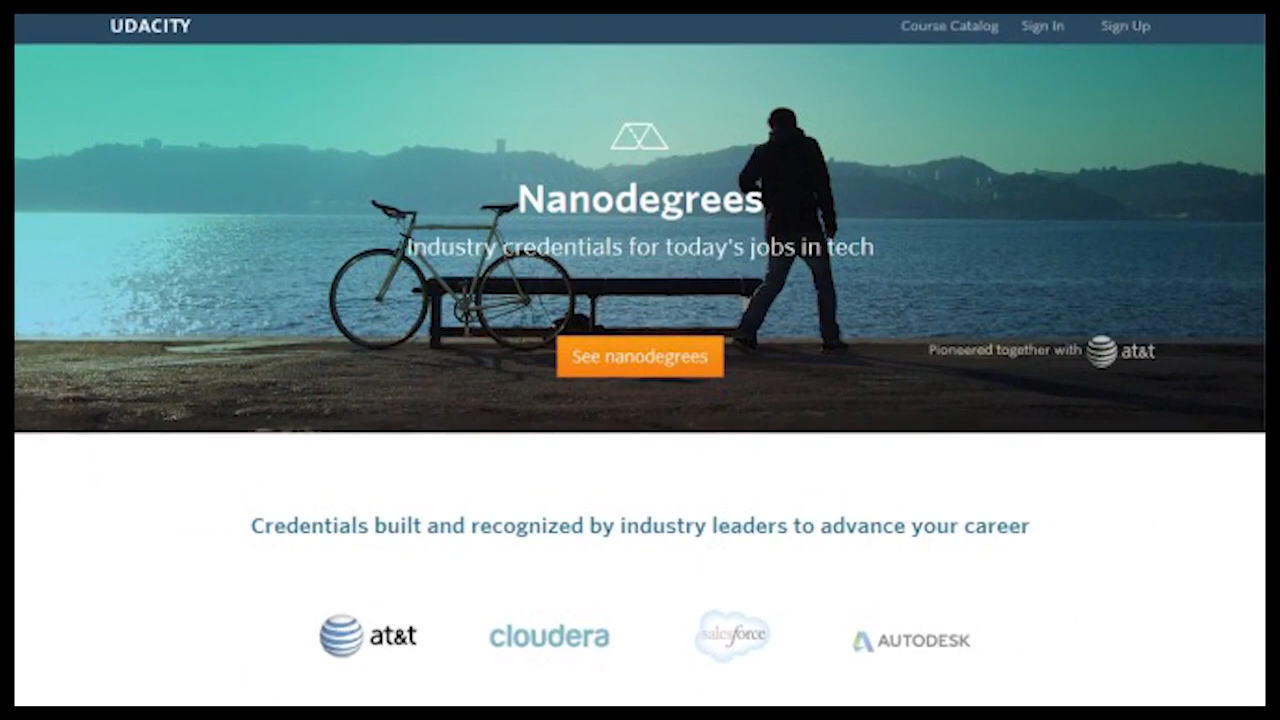 UDACITY
Course Catalog Sign In Sign Up
Nanodegrees
Industry credentials for today's jobs in tech
See nanodegrees
Pioneered together with at&t
Credentials built and recognized by industry leaders to advance your career
at&t cloudera salesforce AUTODESK